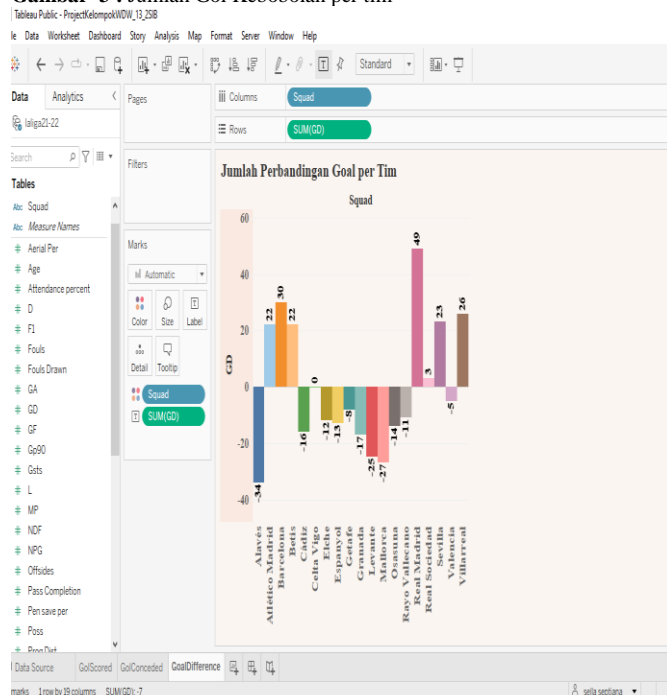 Gambar 3 . Jumlah Gol Kebobolan per tim
Tableau Public - ProjectKelompokWDW_13_2SIB
le Data Worksheet Dashboard Story Analysis Map Format Server Window Help
Standard
Data Analytics
Pages
Columns Squad
laliga21-22
Rows SUM(GD)
Search
Filters
Jumlah Perbandingan Goal per Tim
Tables
Squad
Abc Squad
Abc Measure Names
Aerial Per
Age
Attendance percent
D
F1
Fouls
Fouls Drawn
GA
GD
GF
Gp90
Gsts
L
MP
NDF
NPG
Offsides
Pass Completion
Pen save per
Poss
Prog Dist
Marks
Automatic
Color Size Label
Detail Tooltip
Squad
SUM(GD)
GD
60
40
20
0
-20
-40
-34
22
30
22
-16
0
-12
-13
-8
-17
-25
-27
-14
-11
49
3
23
-5
26
Alavés
Atlético Madrid
Barcelona
Betis
Cádiz
Celta Vigo
Elche
Espanyol
Getafe
Granada
Levante
Mallorca
Osasuna
Rayo Vallecano
Real Madrid
Real Sociedad
Sevilla
Valencia
Villarreal
Data Source GolScored GolConceded GoalDifference
marks 1 row by 19 columns SUM(GD): -7
sella septiana